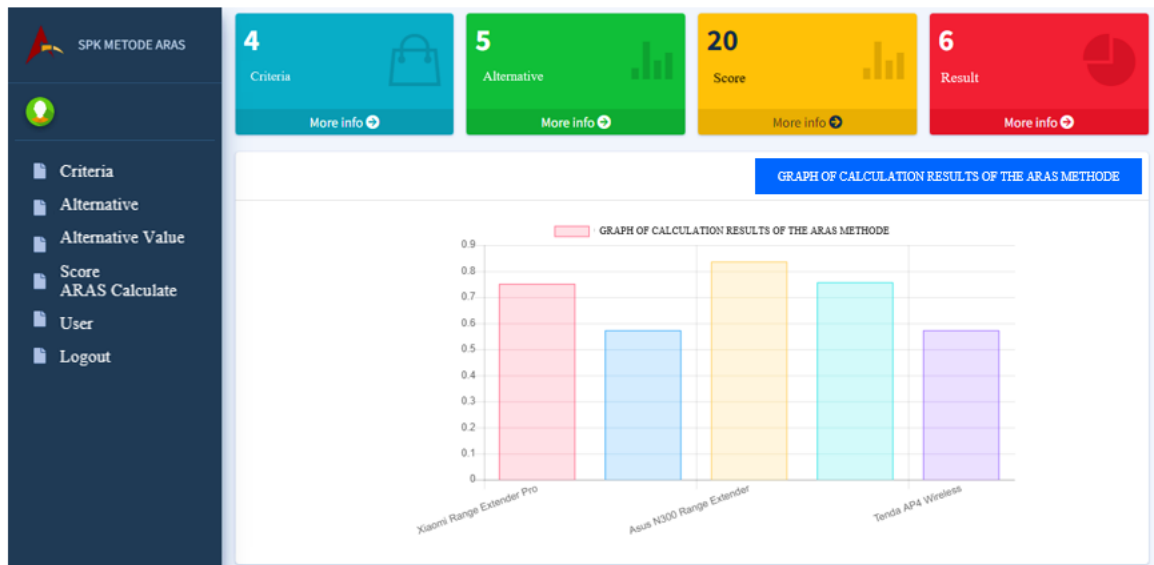 SPK METODE ARAS
Criteria
Alternative
Alternative Value
Score
ARAS Calculate
User
Logout
4
Criteria
More info
5
Alternative
More info
20
Score
More info
6
Result
More info
GRAPH OF CALCULATION RESULTS OF THE ARAS METHODE
GRAPH OF CALCULATION RESULTS OF THE ARAS METHODE
0.9
0.8
0.7
0.6
0.5
0.4
0.3
0.2
0.1
0
Xiaomi Range Extender Pro
Asus N300 Range Extender
Tenda AP4 Wireless